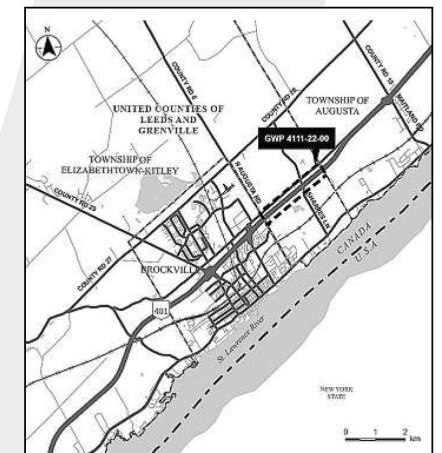 N
COUNTY RD 6
COUNTY RD 26
COUNTY RD 15
MAITLAND RD
TOWNSHIP OF
AUGUSTA
UNITED COUNTIES OF
LEEDS AND
GRENVILLE
GWP 4111-22-00
TOWNSHIP OF
ELIZABETHTOWN-KITLEY
N AUGUSTA RD
COUNTY RD 29
COUNTY RD 27
BROCKVILLE
CANADA
U.S.A
401
St. Lawrence River
NEW YORK
STATE
0 1 2
km